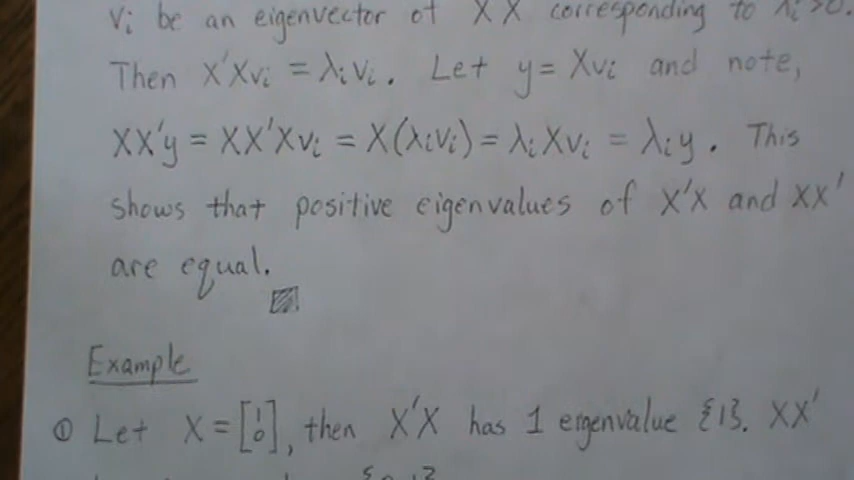 vᵢ be an eigenvector of X'X corresponding to λᵢ>0.
Then X'Xvᵢ = λᵢvᵢ. Let y = Xvᵢ and note,
XX'y = XX'Xvᵢ = X(λᵢvᵢ) = λᵢXvᵢ = λᵢy. This
shows that positive eigenvalues of X'X and XX'
are equal.
Example
① Let X = [1 0], then X'X has 1 eigenvalue {1}. XX'